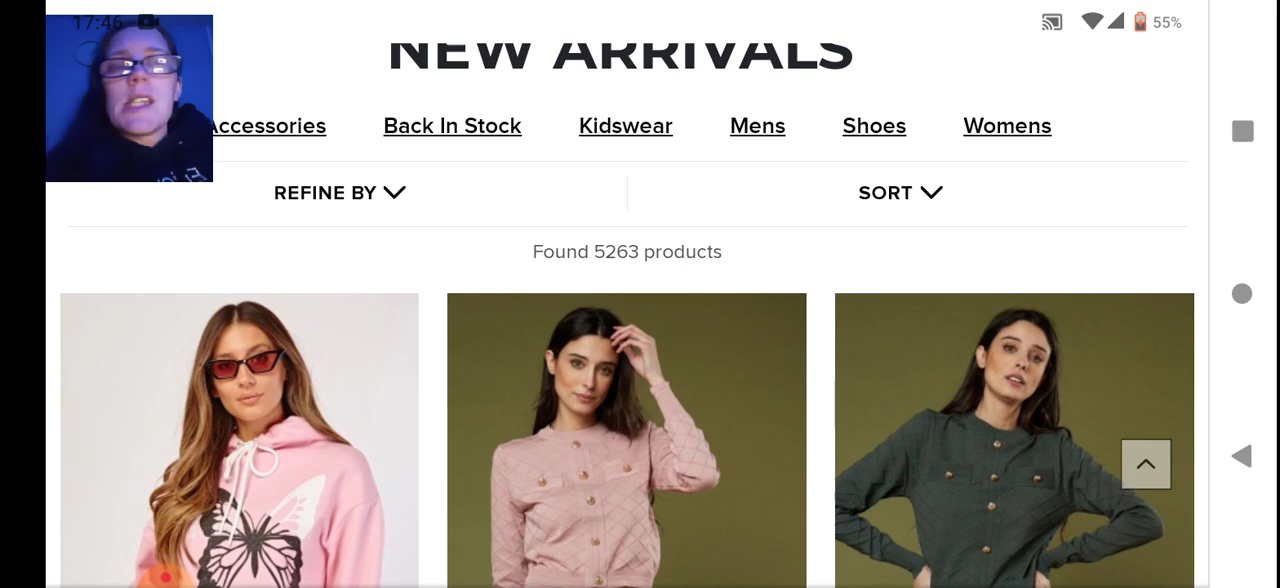 17:46
55%
NEW ARRIVALS
Accessories Back In Stock Kidswear Mens Shoes Womens
REFINE BY SORT
Found 5263 products